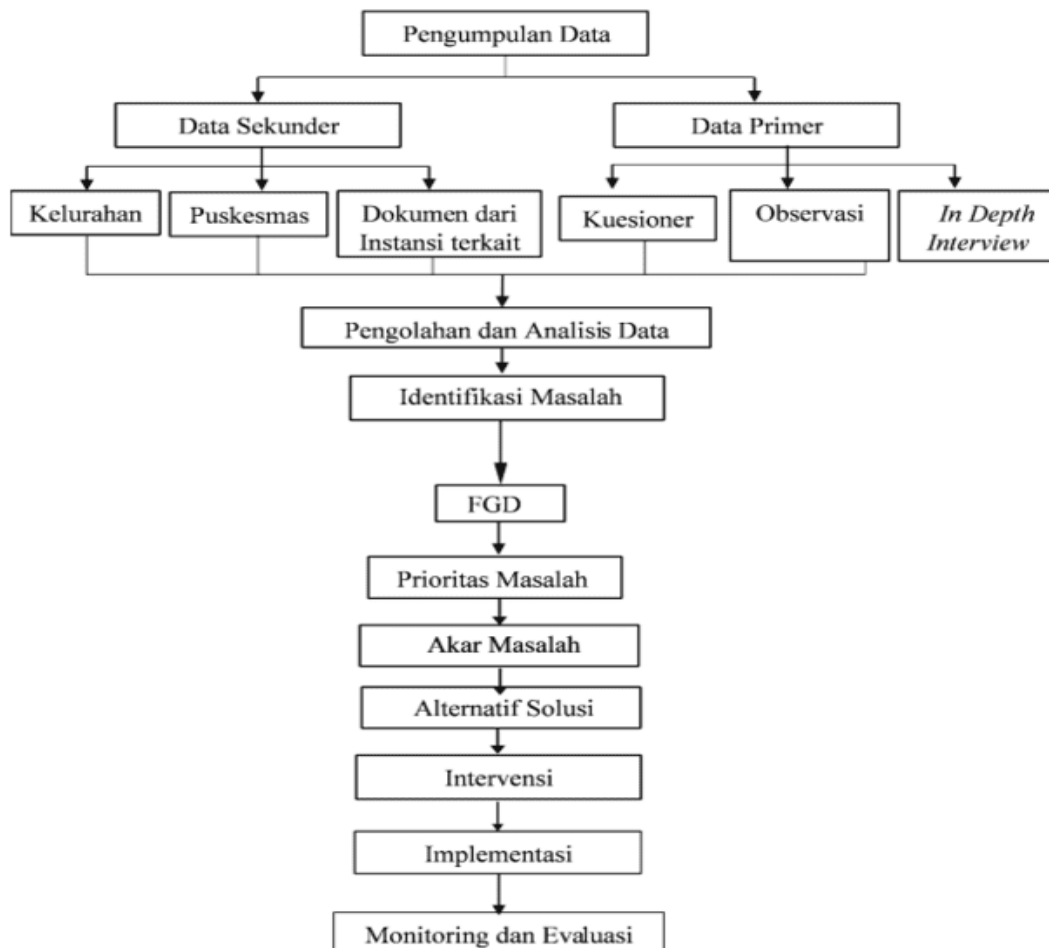 Pengumpulan Data
Data Sekunder
Data Primer
Kelurahan
Puskesmas
Dokumen dari
Instansi terkait
Kuesioner
Observasi
In Depth
Interview
Pengolahan dan Analisis Data
Identifikasi Masalah
FGD
Prioritas Masalah
Akar Masalah
Alternatif Solusi
Intervensi
Implementasi
Monitoring dan Evaluasi